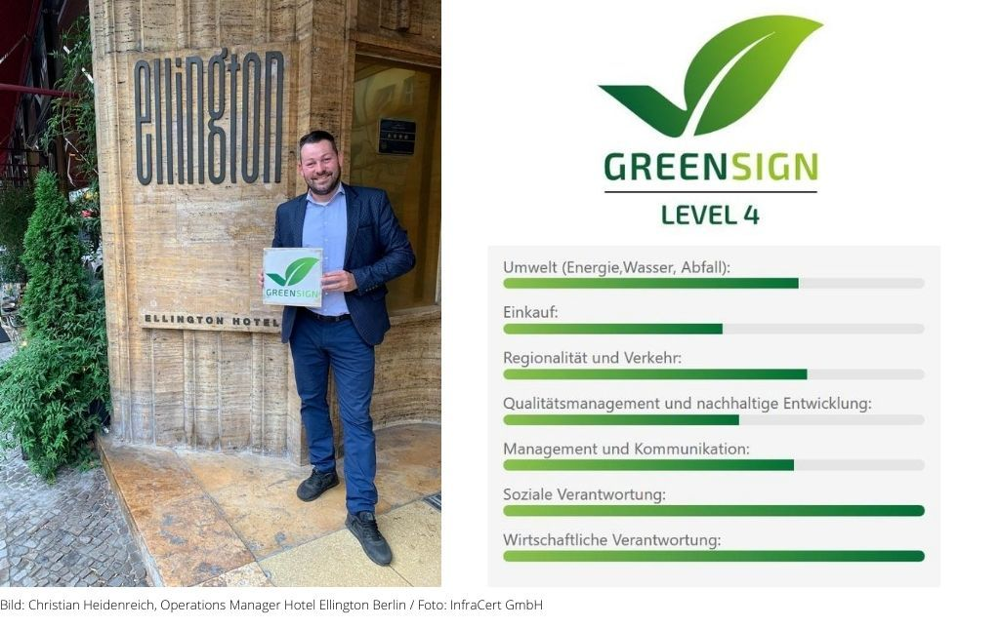 ellington
GREENSIGN
ELLINGTON HOTEL
GREENSIGN
LEVEL 4
Umwelt (Energie,Wasser, Abfall):
Einkauf:
Regionalität und Verkehr:
Qualitätsmanagement und nachhaltige Entwicklung:
Management und Kommunikation:
Soziale Verantwortung:
Wirtschaftliche Verantwortung:
Bild: Christian Heidenreich, Operations Manager Hotel Ellington Berlin / Foto: InfraCert GmbH